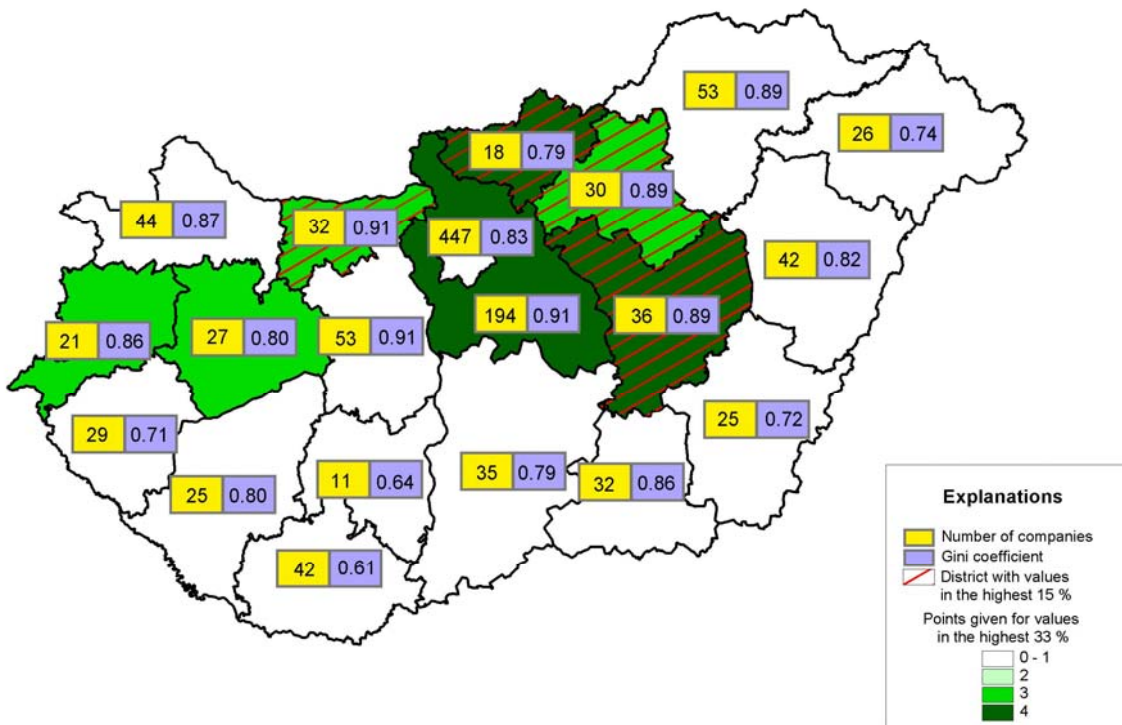 53 0.89
26 0.74
18 0.79
30 0.89
44 0.87
32 0.91
447 0.83
42 0.82
21 0.86
27 0.80
53 0.91
194 0.91
36 0.89
29 0.71
25 0.80
11 0.64
35 0.79
32 0.86
25 0.72
42 0.61
Explanations
Number of companies
Gini coefficient
District with values
in the highest 15 %
Points given for values
in the highest 33 %
0 - 1
2
3
4